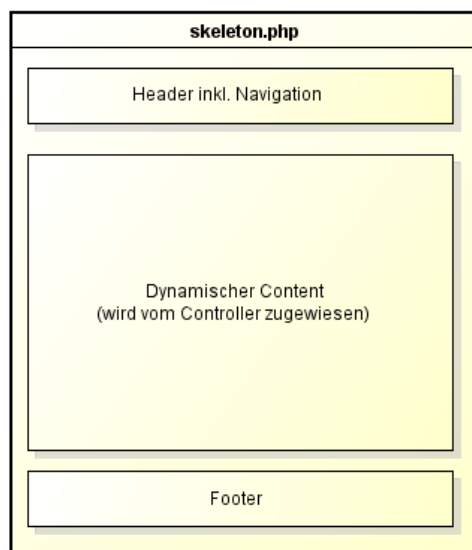 skeleton.php
Header inkl. Navigation
Dynamischer Content
(wird vom Controller zugewiesen)
Footer